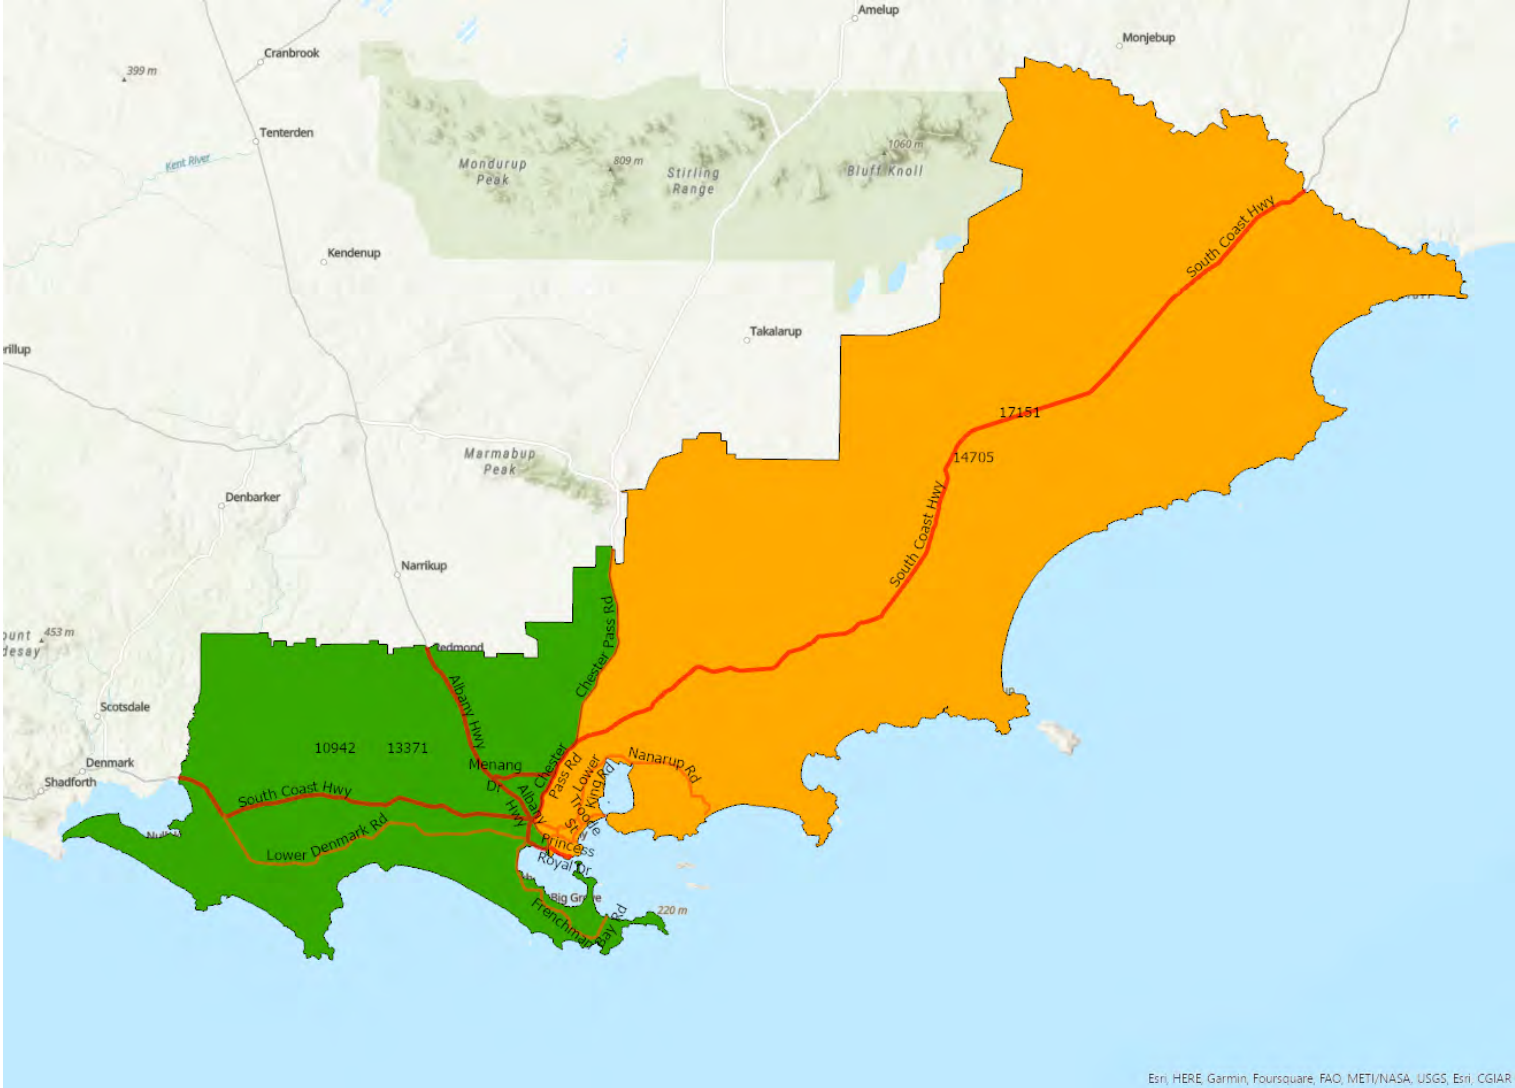 Amelup
Monjebup
Cranbrook
399 m
Tenterden
Kent River
1060 m
809 m
Mondurup
Peak
Stirling
Range
Bluff Knoll
South Coast Hwy
Kendenup
Takalarup
17151
14705
Marmabup
Peak
Denbarker
South Coast Hwy
Narrikup
Chester Pass Rd
453 m
Redmond
Albany Hwy
Scotsdale
10942
13371
Denmark
Shadforth
Menang
Dr
Chester
Pass Rd
Lower
King Rd
Nanarup Rd
South Coast Hwy
Albany
Hwy
Troode
St
Lower Denmark Rd
Princess
Royal Dr
Big Grove
Frenchman Bay Rd
220 m
Esri, HERE, Garmin, Foursquare, FAO, METI/NASA, USGS, Esri, CGIAR